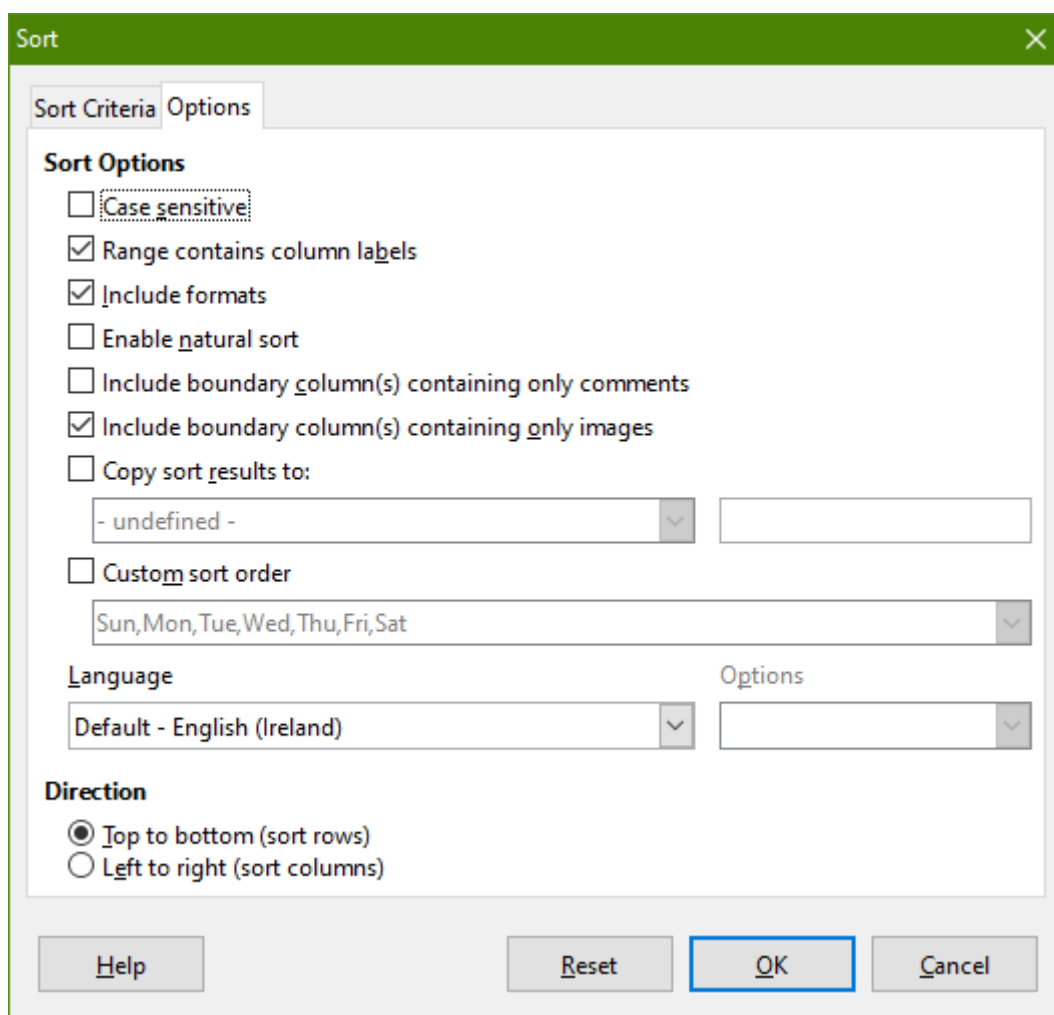 Sort
Sort Criteria Options
Sort Options
Case sensitive
Range contains column labels
Include formats
Enable natural sort
Include boundary column(s) containing only comments
Include boundary column(s) containing only images
Copy sort results to:
- undefined -
Custom sort order
Sun,Mon,Tue,Wed,Thu,Fri,Sat
Language Options
Default - English (Ireland)
Direction
Top to bottom (sort rows)
Left to right (sort columns)
Help Reset OK Cancel